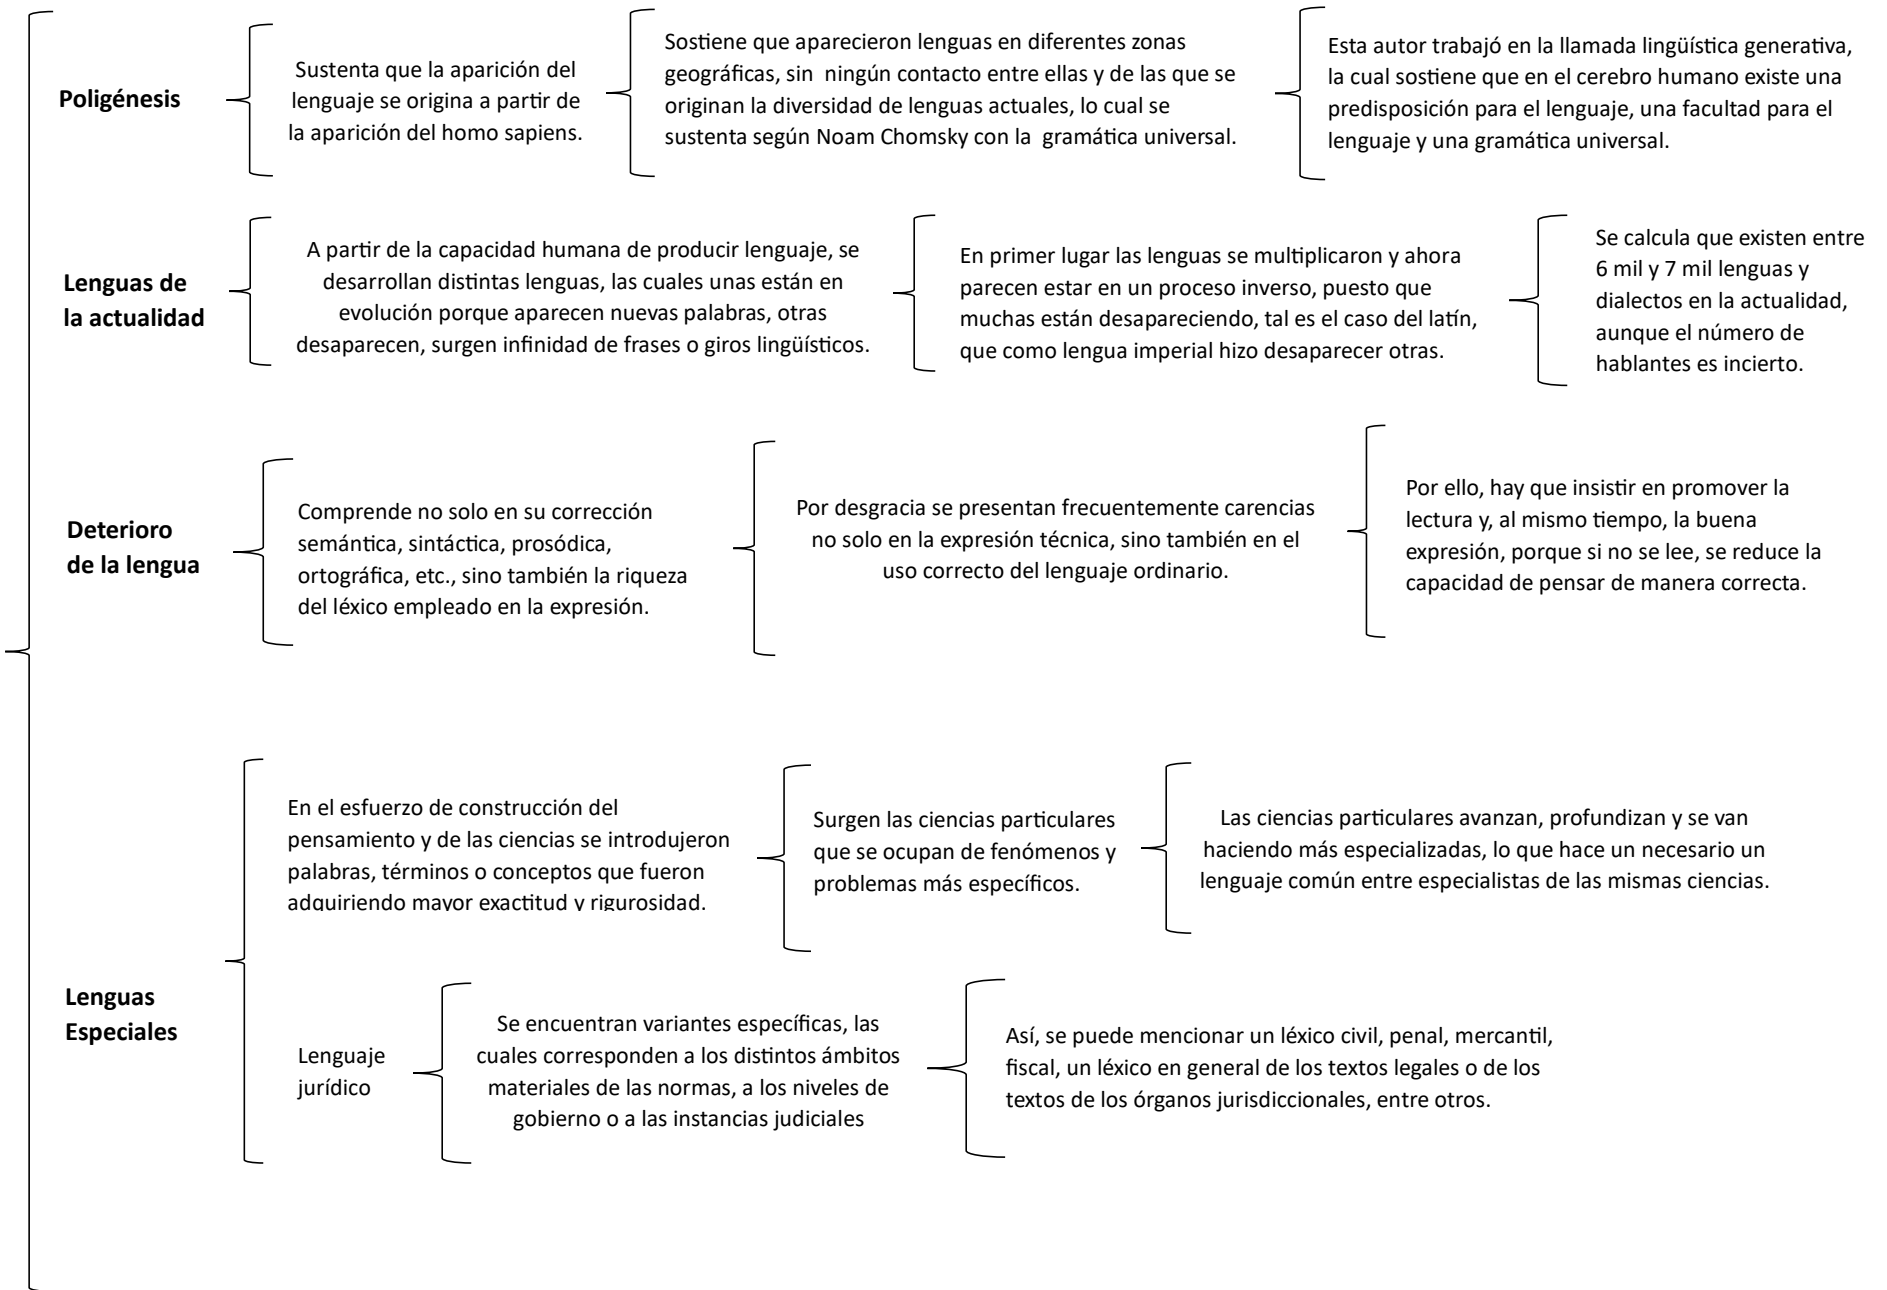 Poligénesis
Sustenta que la aparición del
lenguaje se origina a partir de
la aparición del homo sapiens.
Sostiene que aparecieron lenguas en diferentes zonas
geográficas, sin ningún contacto entre ellas y de las que se
originan la diversidad de lenguas actuales, lo cual se
sustenta según Noam Chomsky con la gramática universal.
Esta autor trabajó en la llamada lingüística generativa,
la cual sostiene que en el cerebro humano existe una
predisposición para el lenguaje, una facultad para el
lenguaje y una gramática universal.
Lenguas de
la actualidad
A partir de la capacidad humana de producir lenguaje, se
desarrollan distintas lenguas, las cuales unas están en
evolución porque aparecen nuevas palabras, otras
desaparecen, surgen infinidad de frases o giros lingüísticos.
En primer lugar las lenguas se multiplicaron y ahora
parecen estar en un proceso inverso, puesto que
muchas están desapareciendo, tal es el caso del latín,
que como lengua imperial hizo desaparecer otras.
Se calcula que existen entre
6 mil y 7 mil lenguas y
dialectos en la actualidad,
aunque el número de
hablantes es incierto.
Deterioro
de la lengua
Comprende no solo en su corrección
semántica, sintáctica, prosódica,
ortográfica, etc., sino también la riqueza
del léxico empleado en la expresión.
Por desgracia se presentan frecuentemente carencias
no solo en la expresión técnica, sino también en el
uso correcto del lenguaje ordinario.
Por ello, hay que insistir en promover la
lectura y, al mismo tiempo, la buena
expresión, porque si no se lee, se reduce la
capacidad de pensar de manera correcta.
Lenguas
Especiales
En el esfuerzo de construcción del
pensamiento y de las ciencias se introdujeron
palabras, términos o conceptos que fueron
adquiriendo mayor exactitud y rigurosidad.
Surgen las ciencias particulares
que se ocupan de fenómenos y
problemas más específicos.
Las ciencias particulares avanzan, profundizan y se van
haciendo más especializadas, lo que hace un necesario un
lenguaje común entre especialistas de las mismas ciencias.
Lenguaje
jurídico
Se encuentran variantes específicas, las
cuales corresponden a los distintos ámbitos
materiales de las normas, a los niveles de
gobierno o a las instancias judiciales
Así, se puede mencionar un léxico civil, penal, mercantil,
fiscal, un léxico en general de los textos legales o de los
textos de los órganos jurisdiccionales, entre otros.